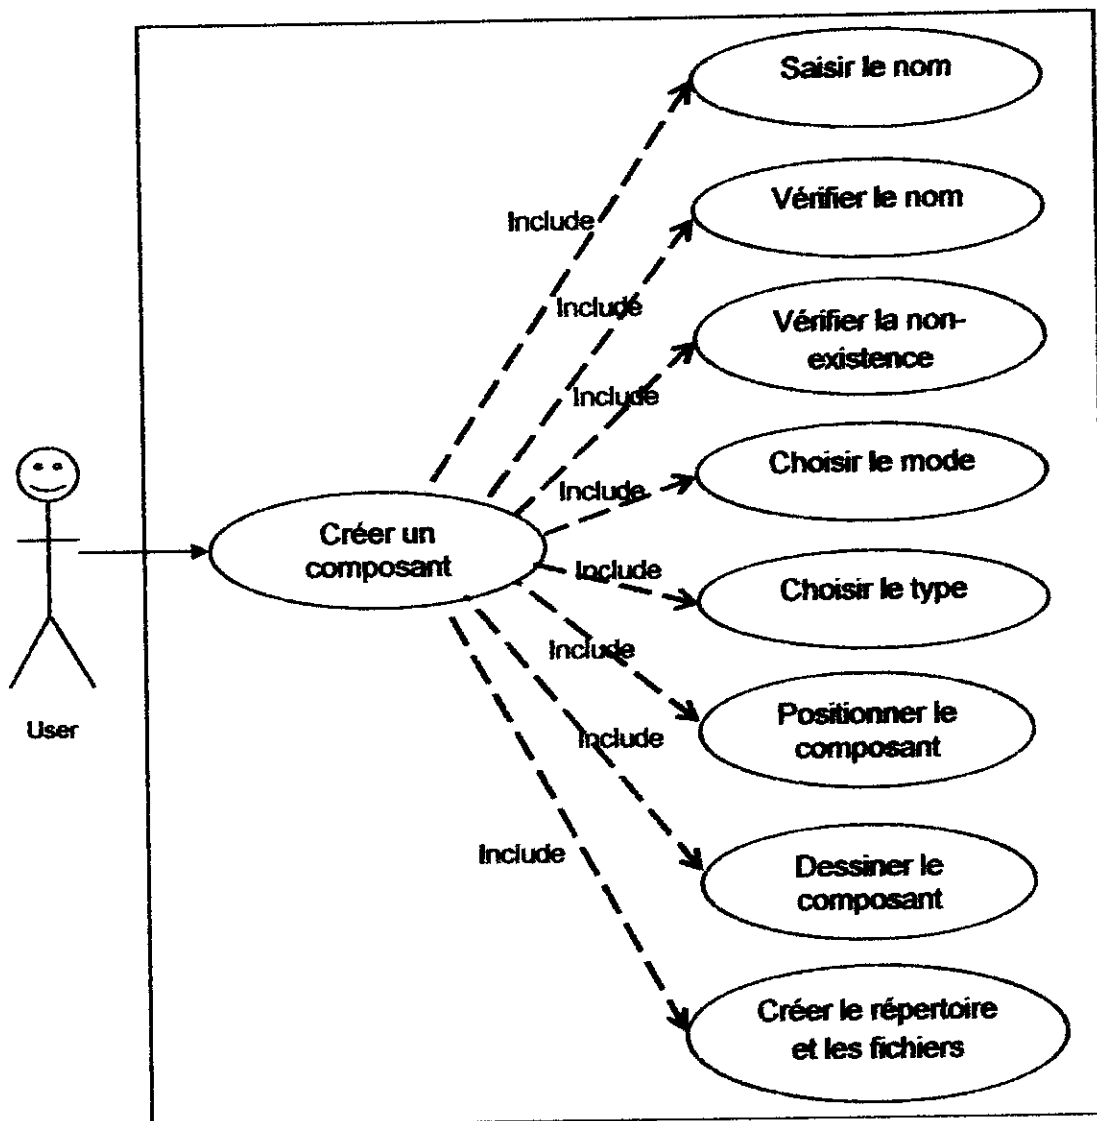 Saisir le nom
Include
Vérifier le nom
Include
Vérifier la non-
existence
Include
Choisir le mode
Include
Créer un
composant
Include
Choisir le type
Include
Positionner le
composant
User
Include
Dessiner le
composant
Include
Créer le répertoire
et les fichiers